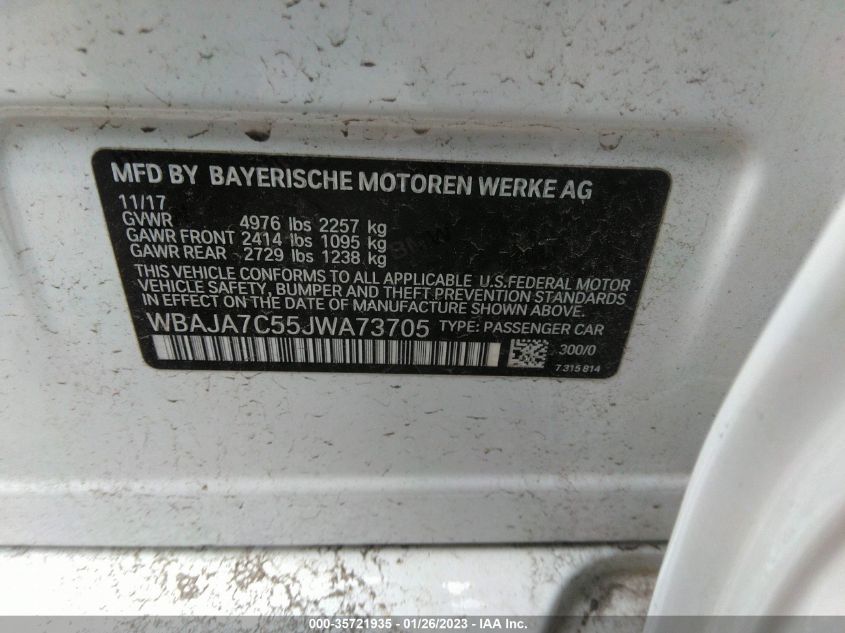 MFD BY BAYERISCHE MOTOREN WERKE AG
11/17
GVWR 4976 lbs 2257 kg
GAWR FRONT 2414 lbs 1095 kg
GAWR REAR 2729 lbs 1238 kg
THIS VEHICLE CONFORMS TO ALL APPLICABLE U.S.FEDERAL MOTOR
VEHICLE SAFETY, BUMPER AND THEFT PREVENTION STANDARDS
IN EFFECT ON THE DATE OF MANUFACTURE SHOWN ABOVE.
WBAJA7C55JWA73705 TYPE: PASSENGER CAR
300/0
7 315 814
BMW
000-35721935 - 01/26/2023 - IAA Inc.